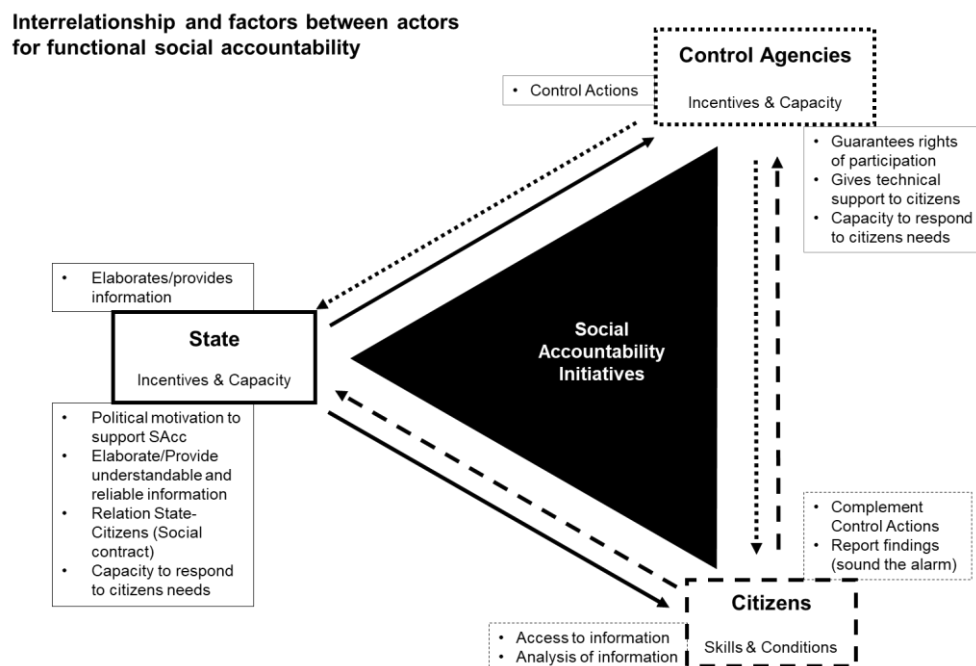 Interrelationship and factors between actors
for functional social accountability
Control Agencies
Incentives & Capacity
• Control Actions
• Guarantees rights
of participation
• Gives technical
support to citizens
• Capacity to respond
to citizens needs
• Elaborates/provides
information
State
Incentives & Capacity
• Political motivation to
support SAcc
• Elaborate/Provide
understandable and
reliable information
• Relation State-
Citizens (Social
contract)
• Capacity to respond
to citizens needs
Social
Accountability
Initiatives
• Complement
Control Actions
• Report findings
(sound the alarm)
Citizens
Skills & Conditions
• Access to information
• Analysis of information